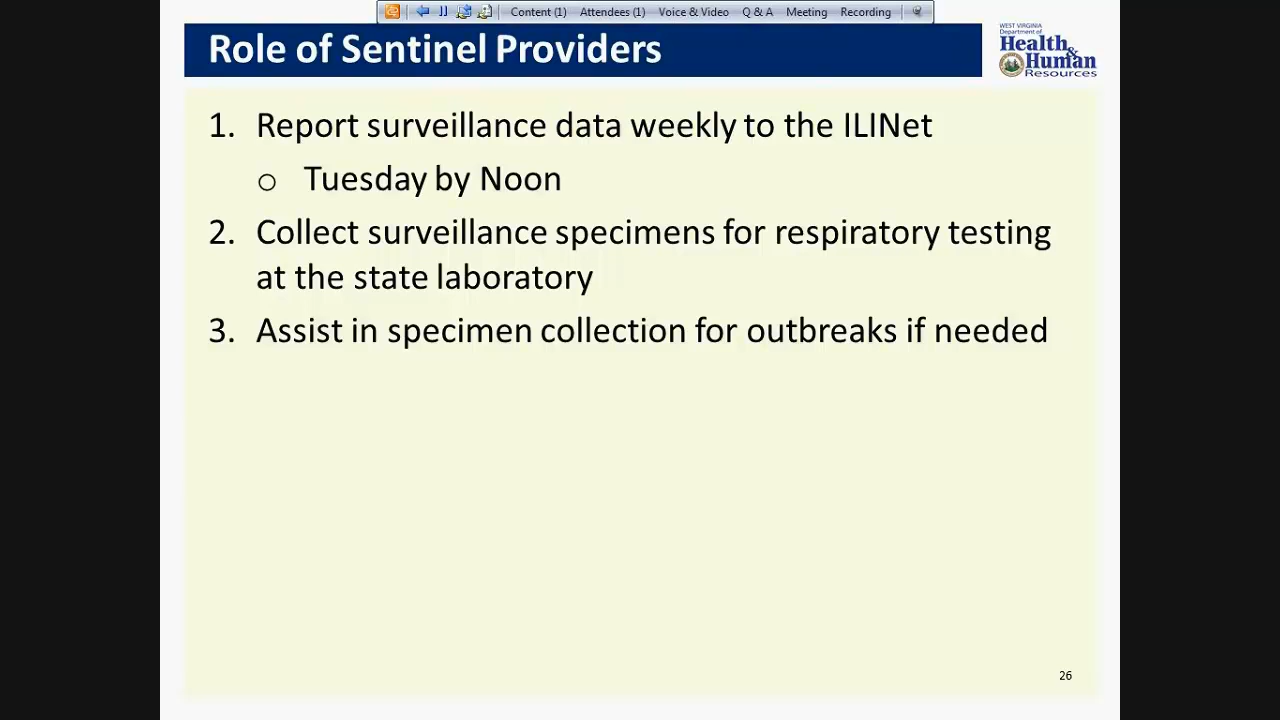 Content (1) Attendees (1) Voice & Video Q & A Meeting Recording
Role of Sentinel Providers
WEST VIRGINIA
Department of
Health &
Human
Resources
1. Report surveillance data weekly to the ILINet
o Tuesday by Noon
2. Collect surveillance specimens for respiratory testing
at the state laboratory
3. Assist in specimen collection for outbreaks if needed
26